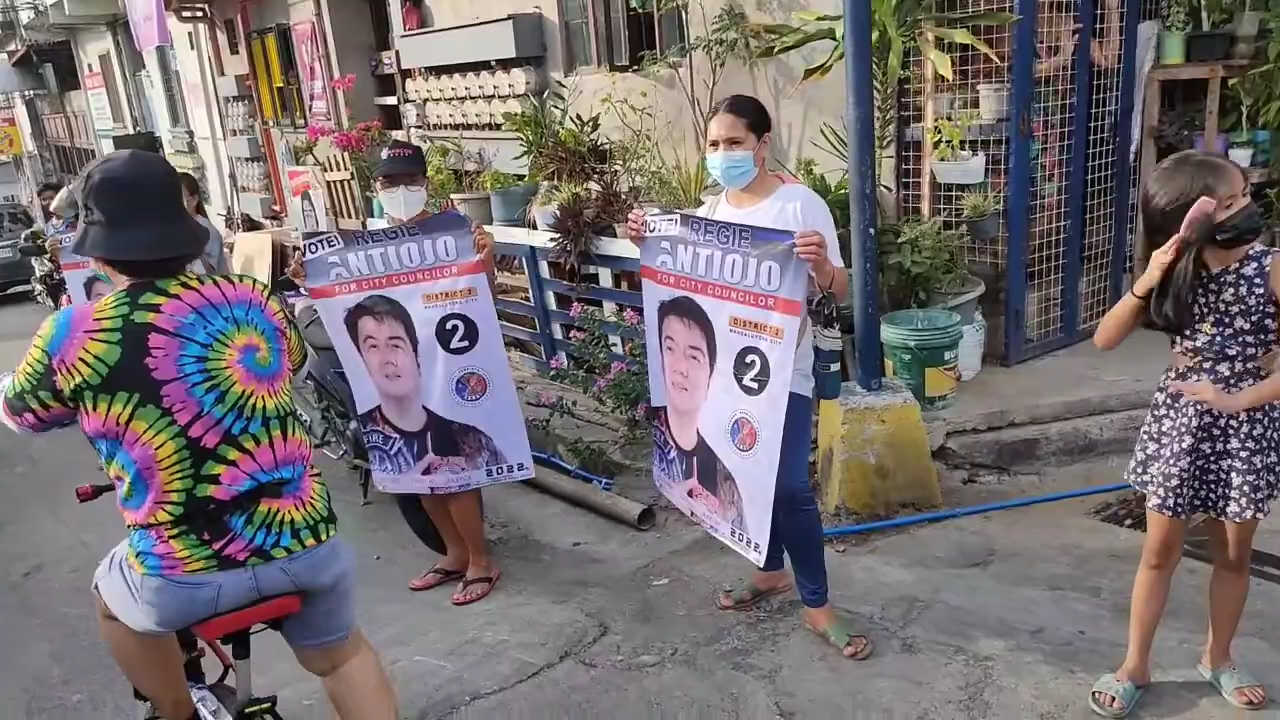 VOTE!
REGIE
ANTIOJO
FOR CITY COUNCILOR
DISTRICT 2
MANDALUYONG CITY
2
FIRE
2022
VOTE!
REGIE
ANTIOJO
FOR CITY COUNCILOR
DISTRICT 2
MANDALUYONG CITY
2
2022